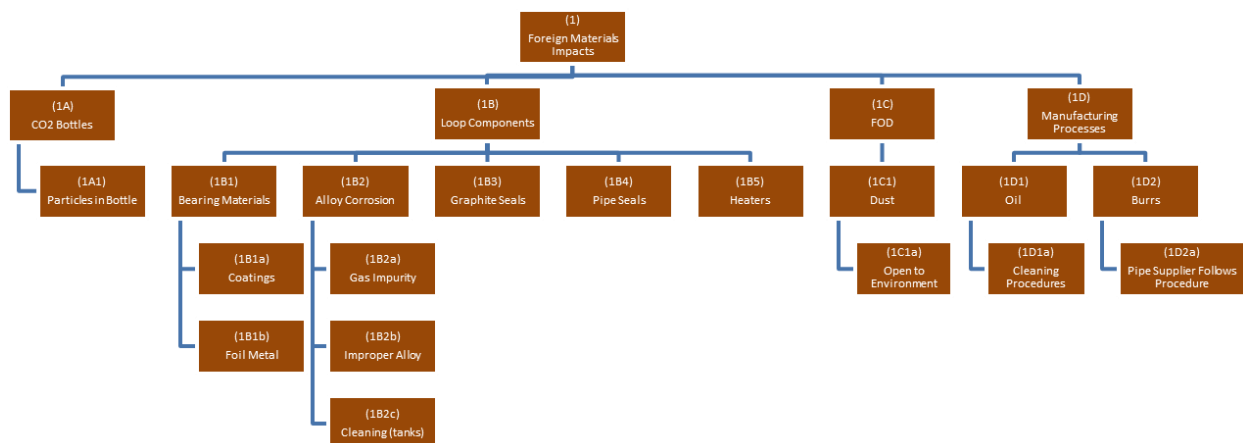 (1)
Foreign Materials
Impacts
(1A)
CO2 Bottles
(1B)
Loop Components
(1C)
FOD
(1D)
Manufacturing
Processes
(1A1)
Particles in Bottle
(1B1)
Bearing Materials
(1B2)
Alloy Corrosion
(1B3)
Graphite Seals
(1B4)
Pipe Seals
(1B5)
Heaters
(1C1)
Dust
(1D1)
Oil
(1D2)
Burrs
(1B1a)
Coatings
(1B2a)
Gas Impurity
(1C1a)
Open to
Environment
(1D1a)
Cleaning
Procedures
(1D2a)
Pipe Supplier Follows
Procedure
(1B1b)
Foil Metal
(1B2b)
Improper Alloy
(1B2c)
Cleaning (tanks)